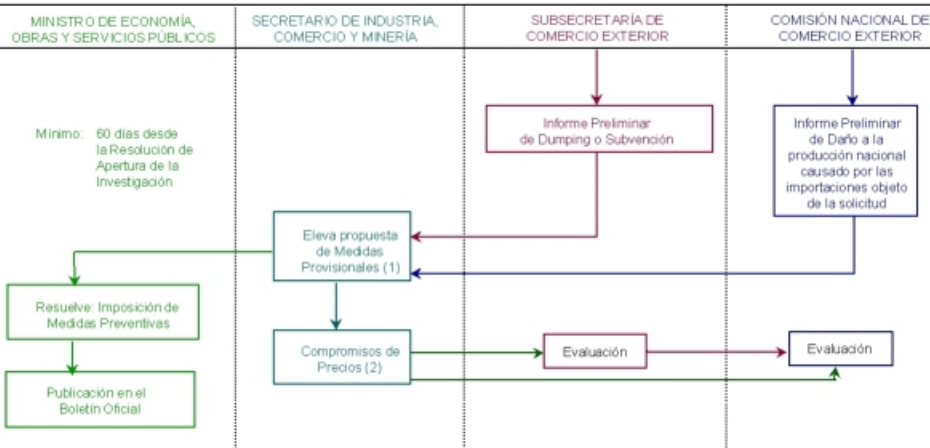 MINISTRO DE ECONOMÍA,
OBRAS Y SERVICIOS PÚBLICOS
SECRETARIO DE INDUSTRIA,
COMERCIO Y MINERÍA
SUBSECRETARÍA DE
COMERCIO EXTERIOR
COMISIÓN NACIONAL DE
COMERCIO EXTERIOR
Mínimo: 60 días desde
la Resolución de
Apertura de la
Investigación
Informe Preliminar
de Dumping o Subvención
Informe Preliminar
de Daño a la
producción nacional
causado por las
importaciones objeto
de la solicitud
Eleva propuesta
de Medidas
Provisionales (1)
Resuelve: Imposición de
Medidas Preventivas
Compromisos de
Precios (2)
Evaluación
Evaluación
Publicación en el
Boletín Oficial